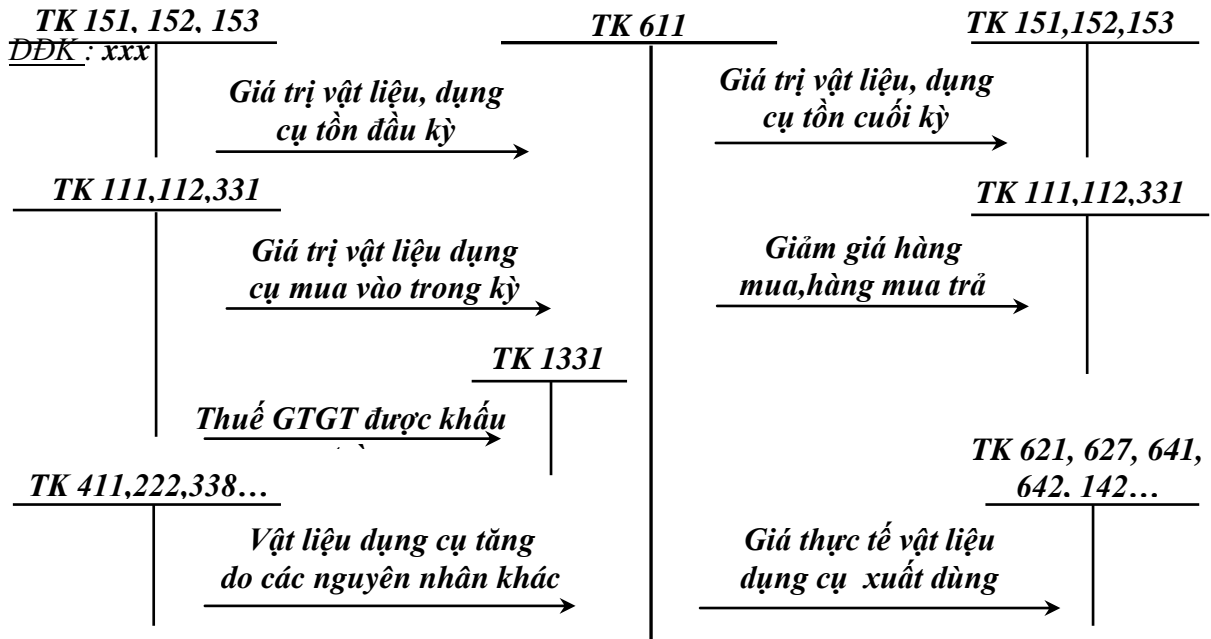 TK 151, 152, 153
TK 611
TK 151,152,153
DĐK : xxx
Giá trị vật liệu, dụng
cụ tồn đầu kỳ
Giá trị vật liệu, dụng
cụ tồn cuối kỳ
TK 111,112,331
TK 111,112,331
Giá trị vật liệu dụng
cụ mua vào trong kỳ
Giảm giá hàng
mua,hàng mua trả
TK 1331
Thuế GTGT được khấu
TK 621, 627, 641,
642, 142…
TK 411,222,338…
Vật liệu dụng cụ tăng
do các nguyên nhân khác
Giá thực tế vật liệu
dụng cụ xuất dùng